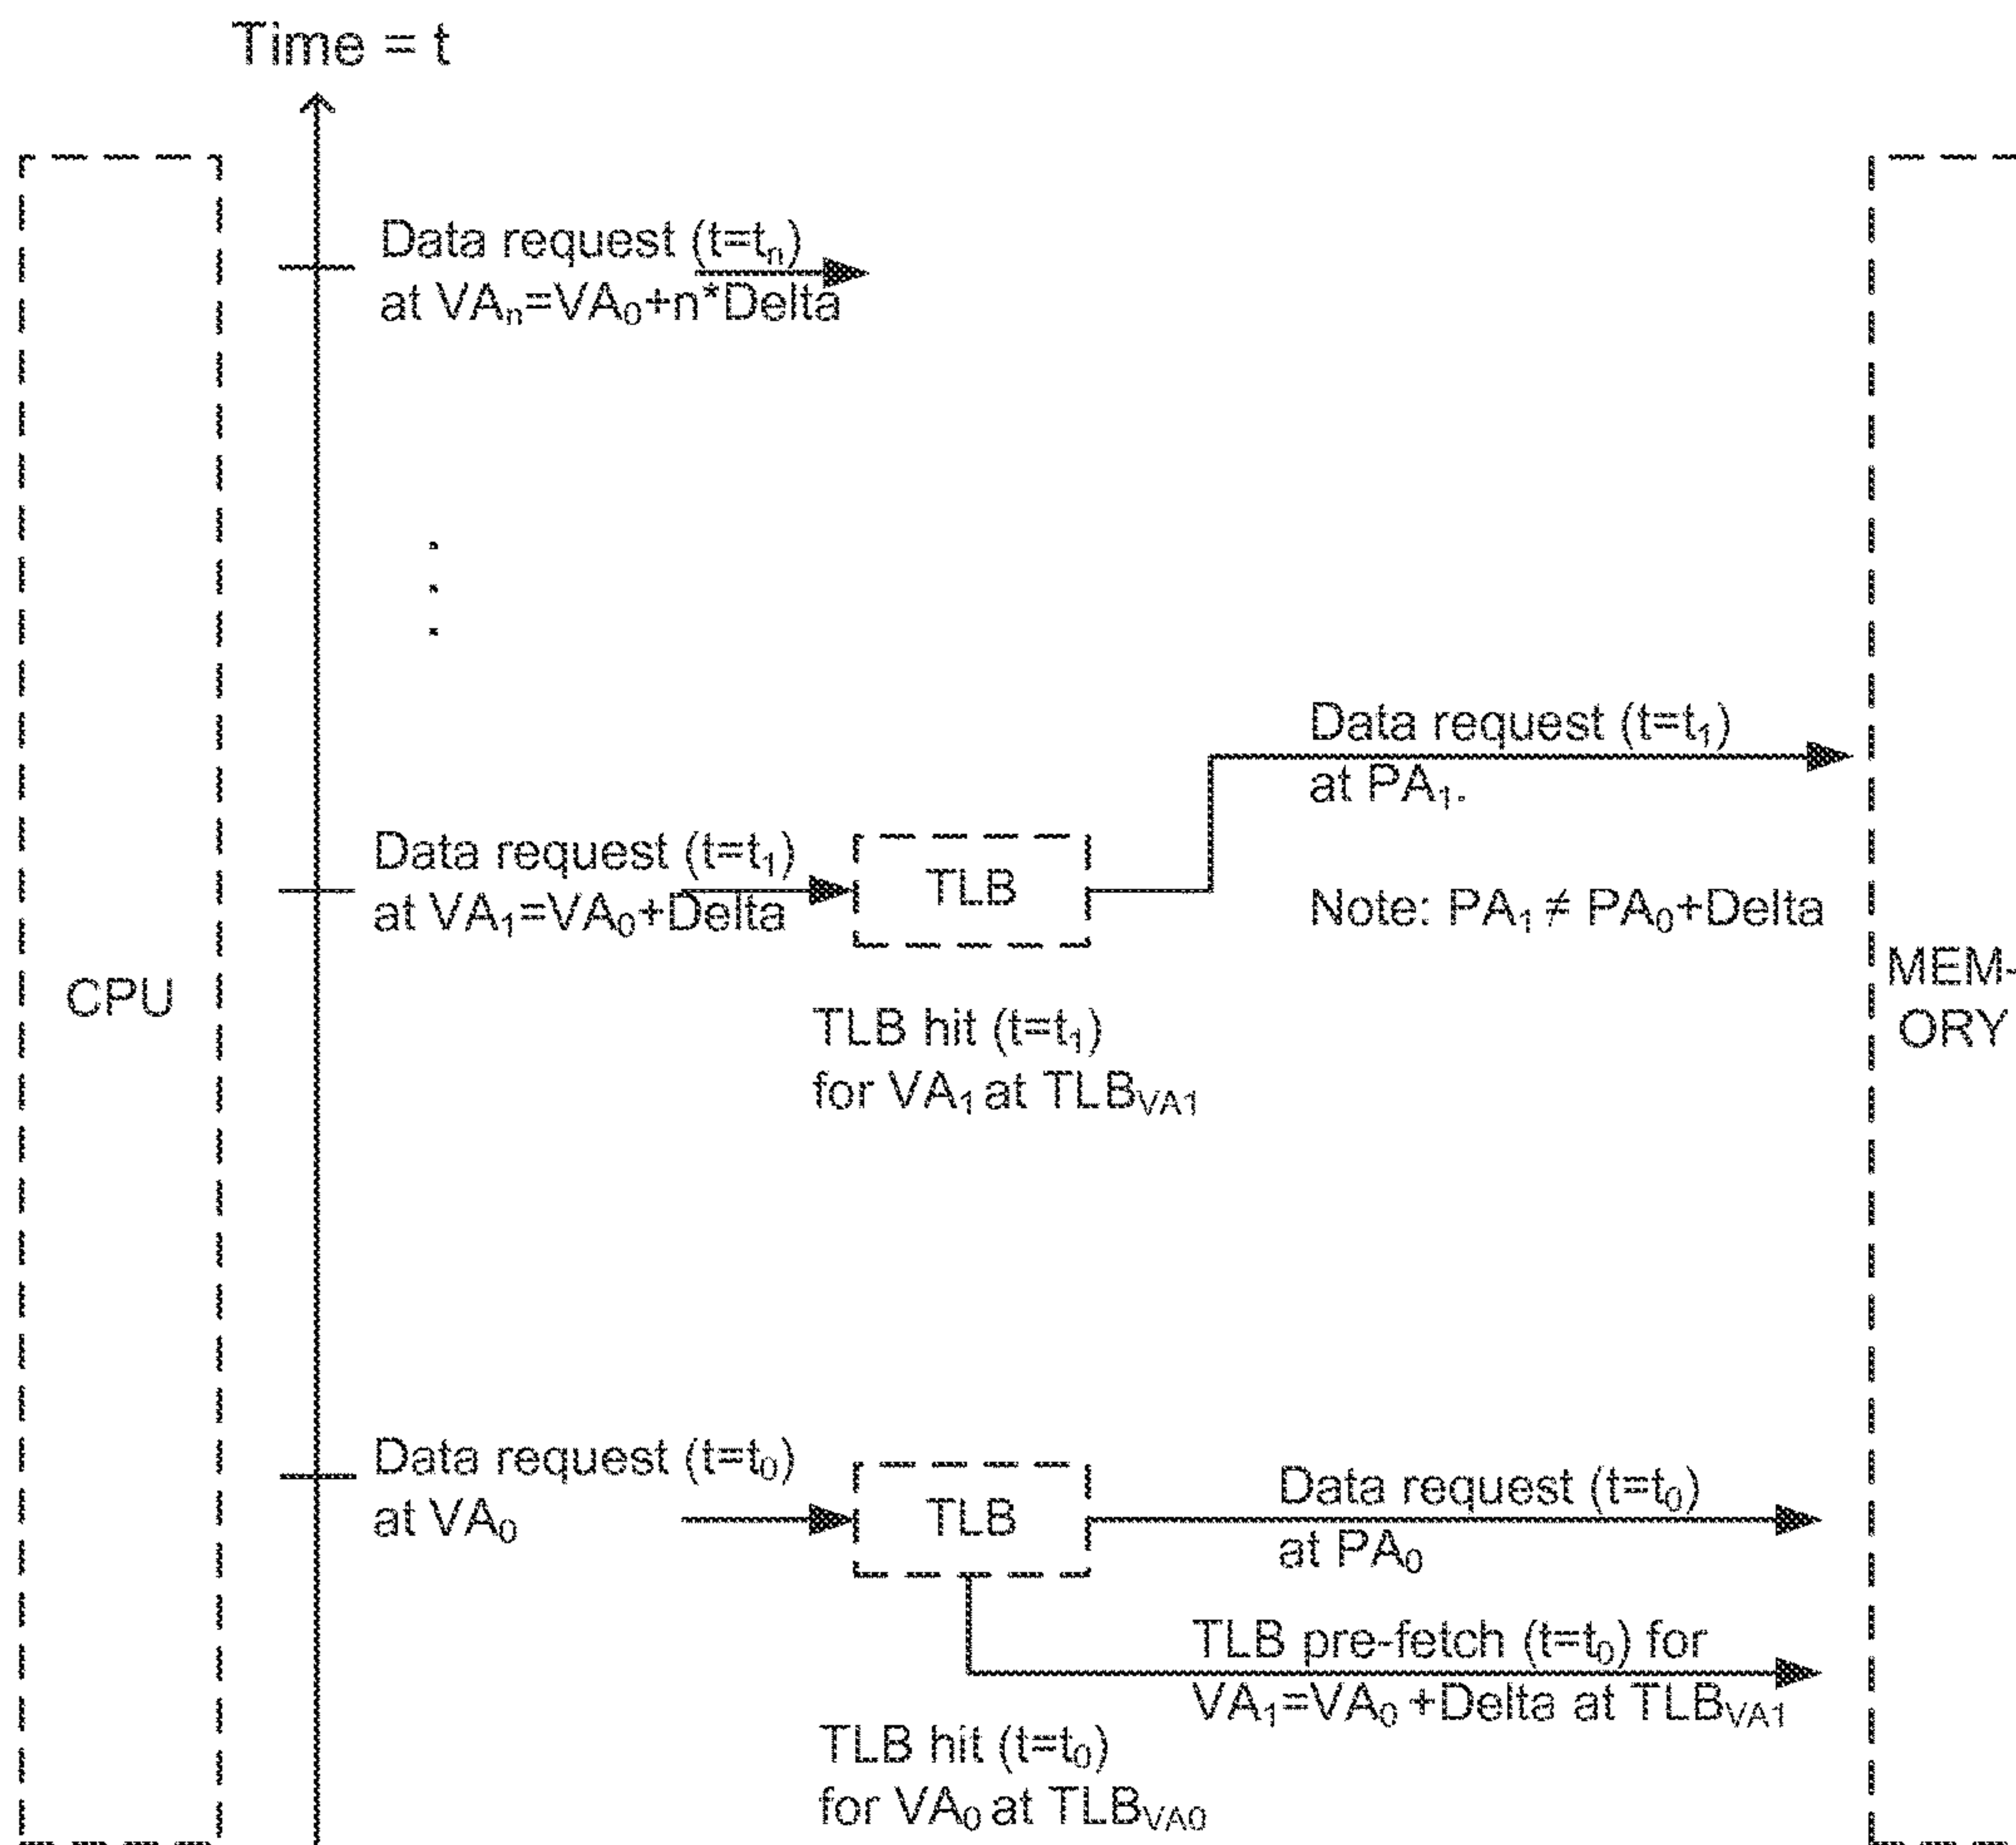 Time = t
Data request (t=tₙ)
at VAₙ=VA₀+n*Delta
Data request (t=t₁)
at PA₁.
Data request (t=t₁)
at VA₁=VA₀+Delta
TLB
Note: PA₁ ≠ PA₀+Delta
CPU
MEM-
ORY
TLB hit (t=t₁)
for VA₁ at TLB_VA1
Data request (t=t₀)
at VA₀
TLB
Data request (t=t₀)
at PA₀
TLB pre-fetch (t=t₀) for
VA₁=VA₀ +Delta at TLB_VA1
TLB hit (t=t₀)
for VA₀ at TLB_VA0